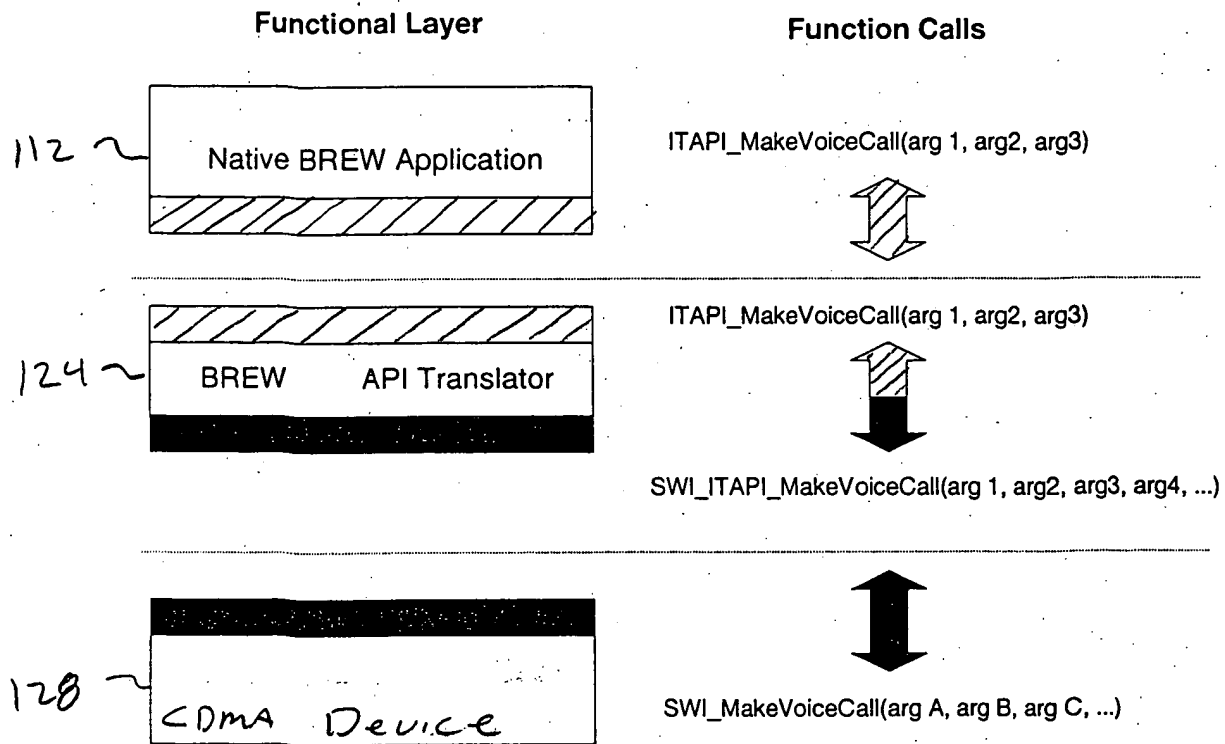 Functional Layer
Function Calls
112
Native BREW Application
ITAPI_MakeVoiceCall(arg 1, arg2, arg3)
ITAPI_MakeVoiceCall(arg 1, arg2, arg3)
124
BREW API Translator
SWI_ITAPI_MakeVoiceCall(arg 1, arg2, arg3, arg4, ...)
128
CDMA Device
SWI_MakeVoiceCall(arg A, arg B, arg C, ...)